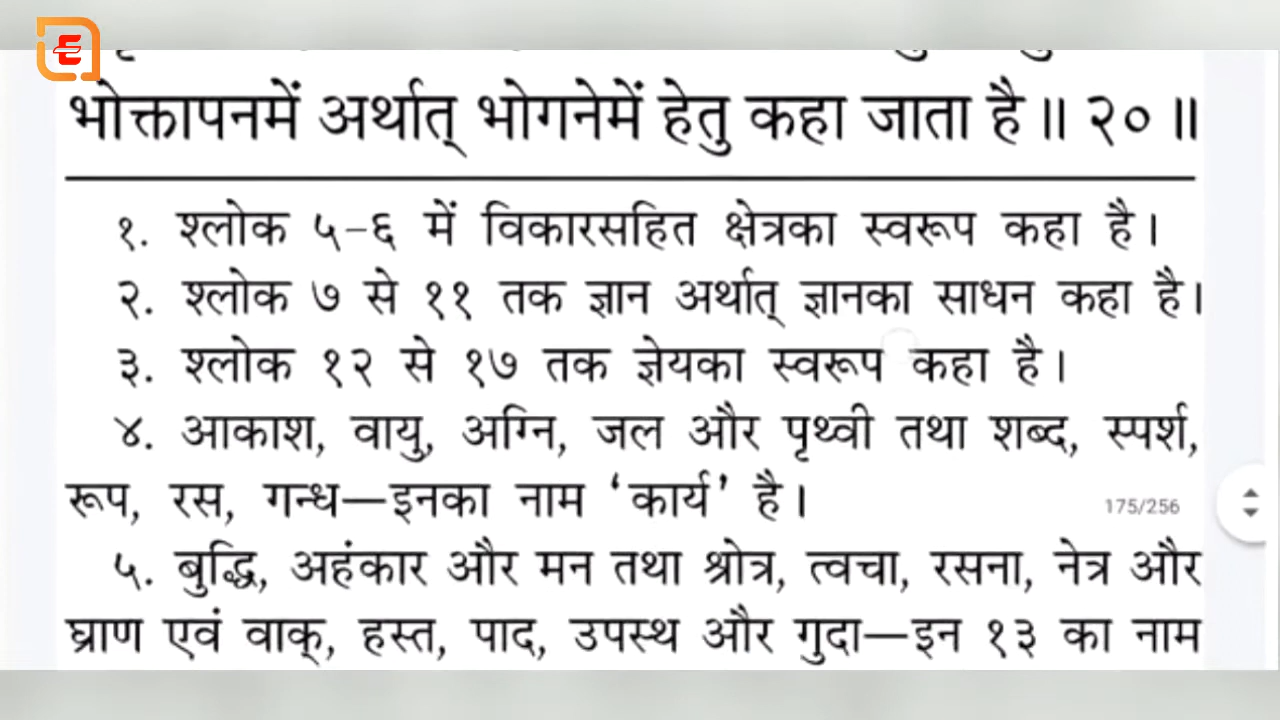 भोक्तापनमें अर्थात् भोगनेमें हेतु कहा जाता है॥ २० ॥
१. श्लोक ५-६ में विकारसहित क्षेत्रका स्वरूप कहा है।
२. श्लोक ७ से ११ तक ज्ञान अर्थात् ज्ञानका साधन कहा है।
३. श्लोक १२ से १७ तक ज्ञेयका स्वरूप कहा है।
४. आकाश, वायु, अग्नि, जल और पृथ्वी तथा शब्द, स्पर्श,
रूप, रस, गन्ध—इनका नाम ‘कार्य’ है।
175/256
५. बुद्धि, अहंकार और मन तथा श्रोत्र, त्वचा, रसना, नेत्र और
घ्राण एवं वाक्, हस्त, पाद, उपस्थ और गुदा—इन १३ का नाम